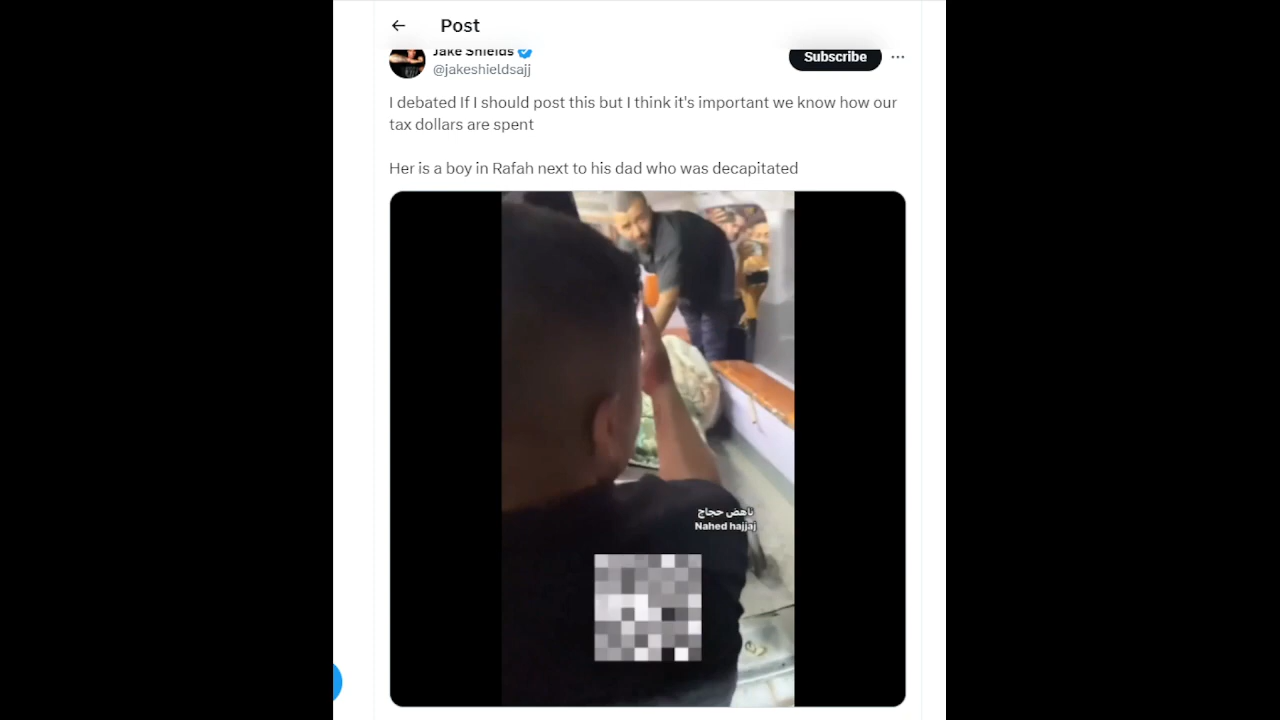 Post
Jake Shields
Subscribe
@jakeshieldsajj
I debated If I should post this but I think it's important we know how our
tax dollars are spent
Her is a boy in Rafah next to his dad who was decapitated
ناهض حجاج
Nahed hajjaj